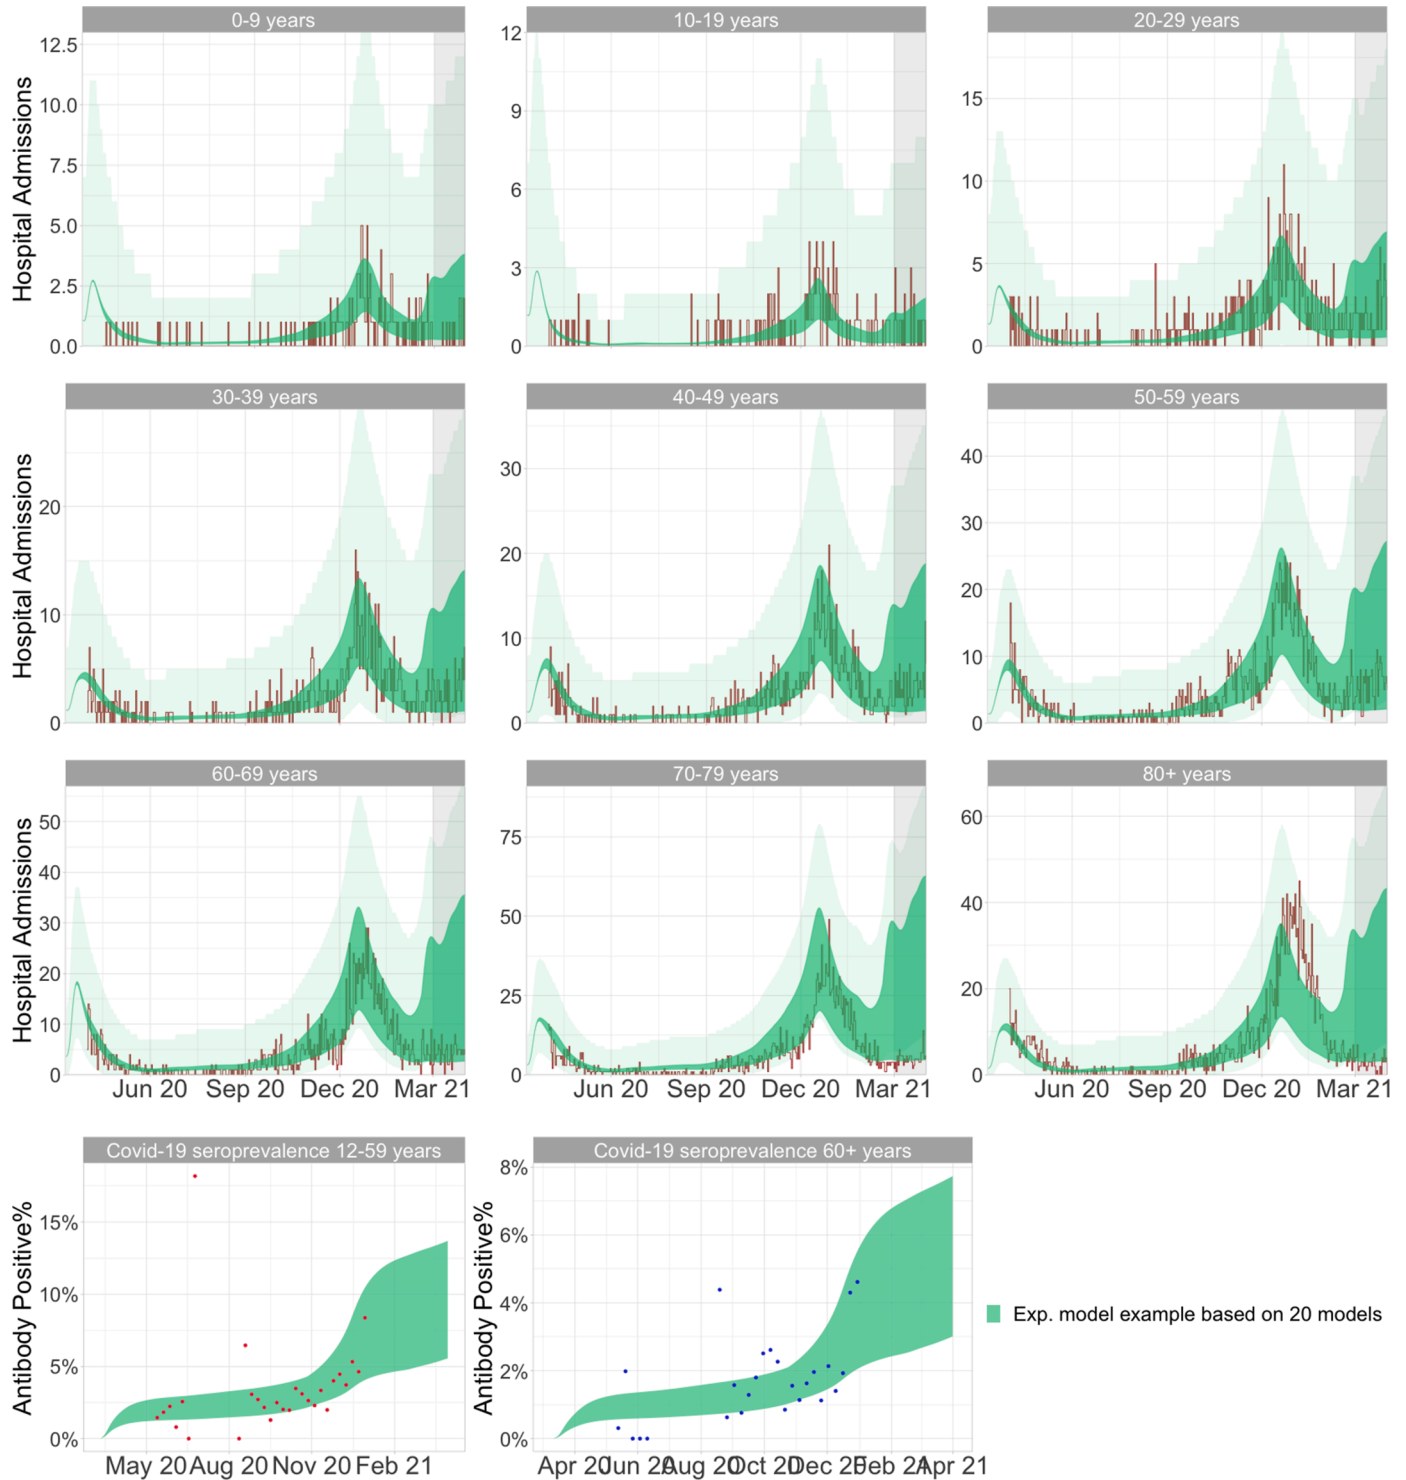 0-9 years
10-19 years
20-29 years
Hospital Admissions
12.5
10.0
7.5
5.0
2.5
0.0
12
9
6
3
0
15
10
5
0
30-39 years
40-49 years
50-59 years
Hospital Admissions
20
10
0
30
20
10
0
40
30
20
10
0
60-69 years
70-79 years
80+ years
Hospital Admissions
50
40
30
20
10
0
75
50
25
0
60
40
20
0
Jun 20 Sep 20 Dec 20 Mar 21
Jun 20 Sep 20 Dec 20 Mar 21
Jun 20 Sep 20 Dec 20 Mar 21
Covid-19 seroprevalence 12-59 years
Covid-19 seroprevalence 60+ years
Antibody Positive%
15%
10%
5%
0%
May 20 Aug 20 Nov 20 Feb 21
Antibody Positive%
8%
6%
4%
2%
0%
Apr 20 Jun 20 Aug 20 Oct 20 Dec 20 Feb 21 Apr 21
Exp. model example based on 20 models